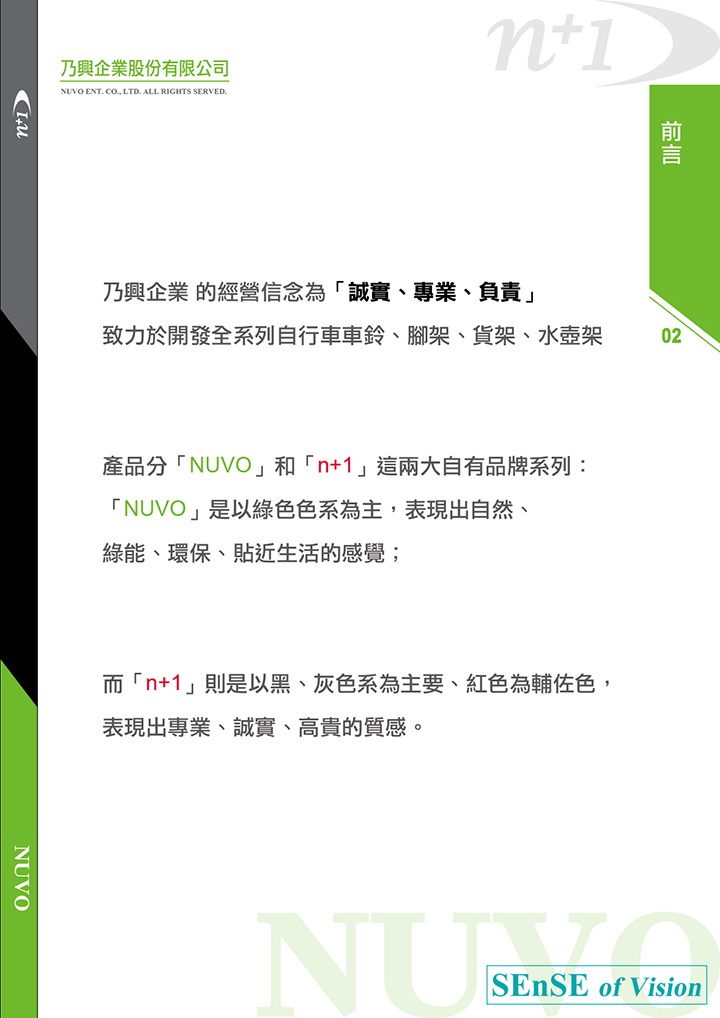 n+1
乃興企業股份有限公司
NUVO ENT. CO., LTD. ALL RIGHTS SERVED.
n+1
前言
乃興企業 的經營信念為「誠實、專業、負責」
致力於開發全系列自行車車鈴、腳架、貨架、水壺架
02
產品分「NUVO」和「n+1」這兩大自有品牌系列：
「NUVO」是以綠色色系為主，表現出自然、
綠能、環保、貼近生活的感覺；
而「n+1」則是以黑、灰色系為主要、紅色為輔佐色，
表現出專業、誠實、高貴的質感。
NUVO
NUVO
SEnSE of Vision